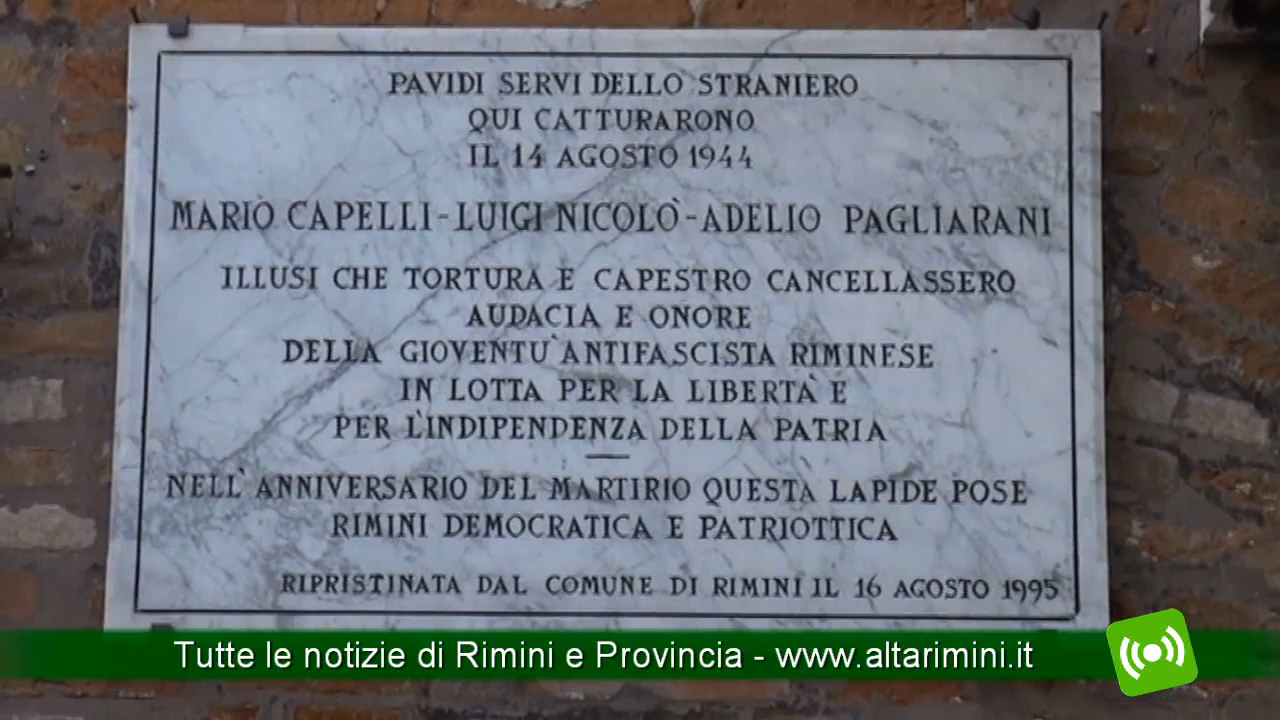 PAVIDI SERVI DELLO STRANIERO
QUI CATTURARONO
IL 14 AGOSTO 1944
MARIO CAPELLI-LUIGI NICOLÒ-ADELIO PAGLIARANI
ILLUSI CHE TORTURA E CAPESTRO CANCELLASSERO
AUDACIA E ONORE
DELLA GIOVENTU' ANTIFASCISTA RIMINESE
IN LOTTA PER LA LIBERTÀ E
PER L'INDIPENDENZA DELLA PATRIA
NELL'ANNIVERSARIO DEL MARTIRIO QUESTA LAPIDE POSE
RIMINI DEMOCRATICA E PATRIOTTICA
RIPRISTINATA DAL COMUNE DI RIMINI IL 16 AGOSTO 1995
Tutte le notizie di Rimini e Provincia - www.altarimini.it